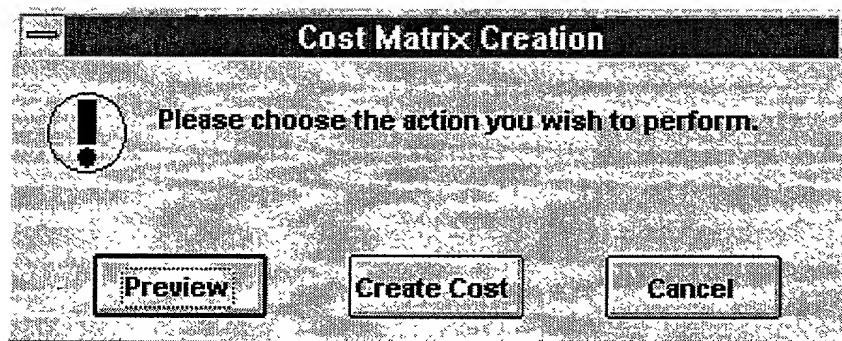 Cost Matrix Creation
Please choose the action you wish to perform.
Preview Create Cost Cancel